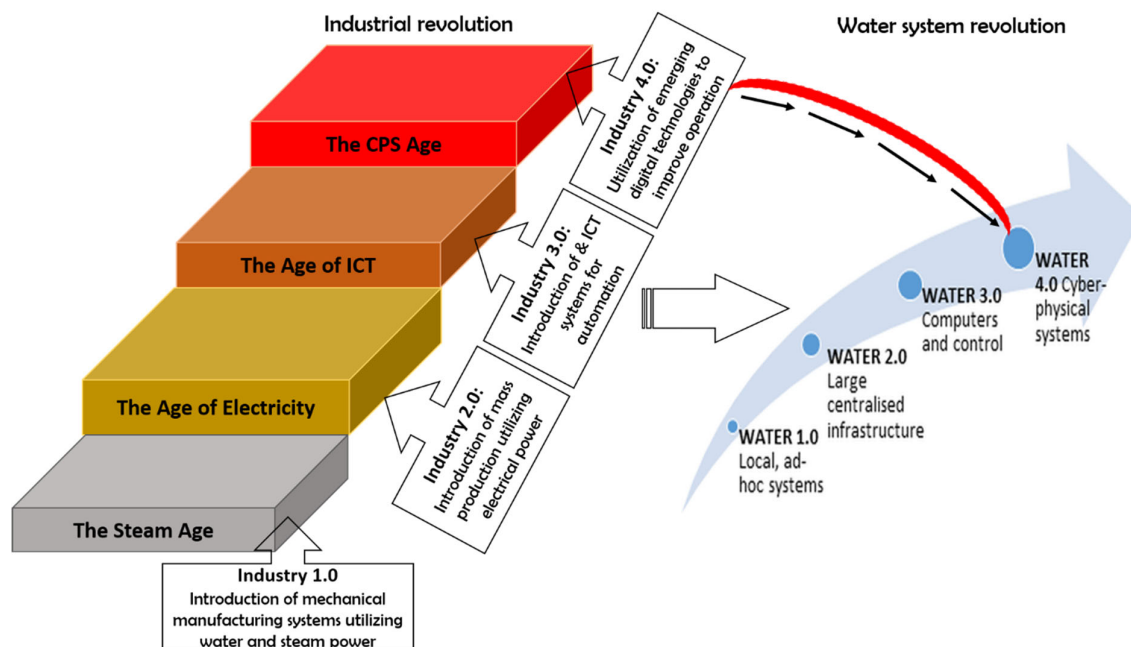 Industrial revolution
Water system revolution
The CPS Age
The Age of ICT
The Age of Electricity
The Steam Age
Industry 4.0:
Utilization of emerging
digital technologies to
improve operation
Industry 3.0:
Introduction of & ICT
systems for
automation
Industry 2.0:
Introduction of mass
production utilizing
electrical power
Industry 1.0
Introduction of mechanical
manufacturing systems utilizing
water and steam power
WATER
4.0 Cyber-
physical
systems
WATER 3.0
Computers
and control
WATER 2.0
Large
centralised
infrastructure
WATER 1.0
Local, ad-
hoc systems